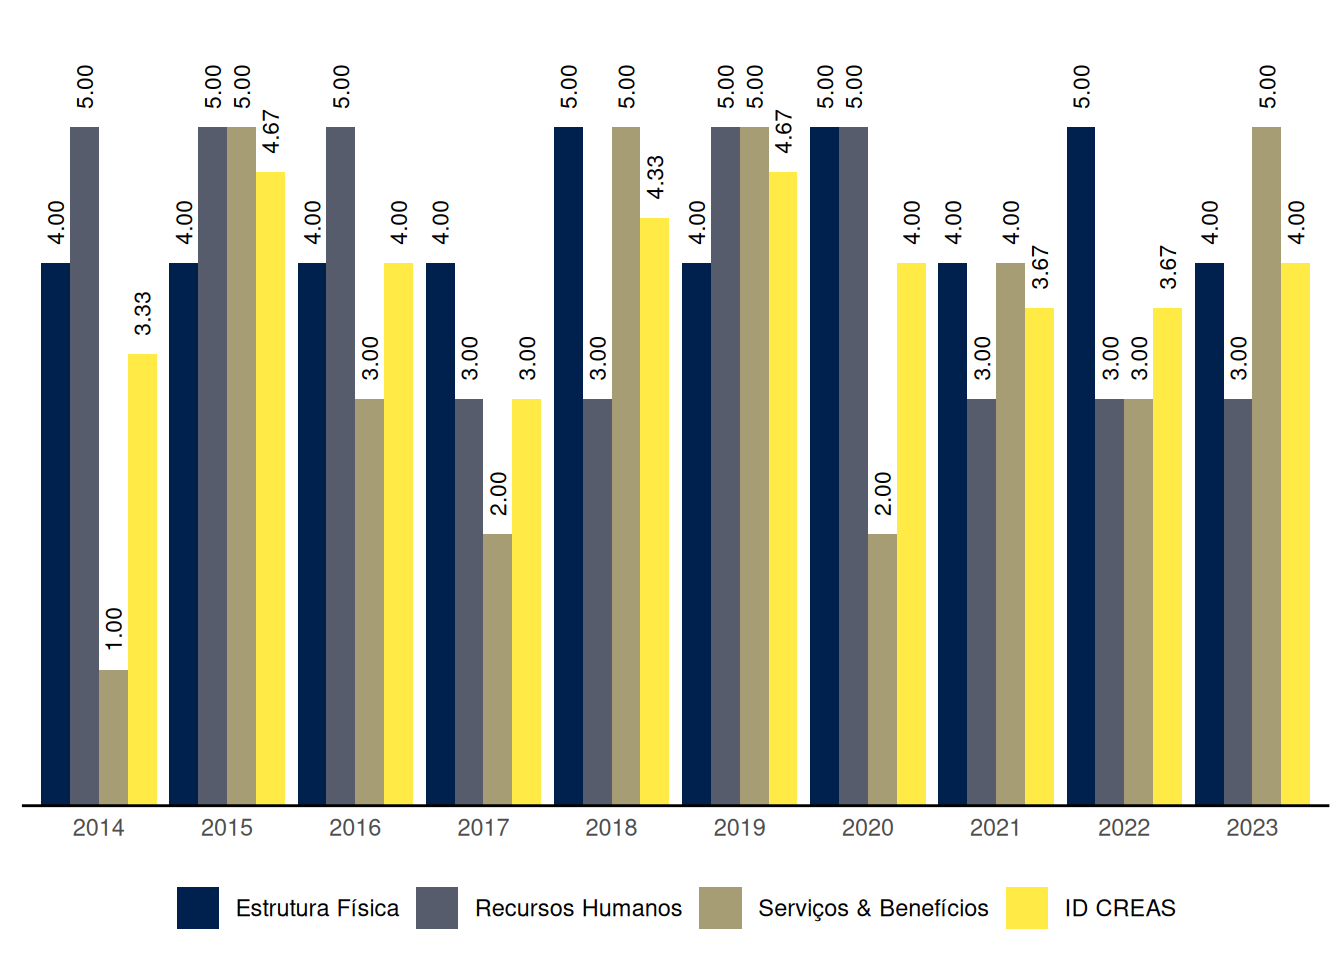 5.00 5.00 5.00 5.00 5.00 5.00 5.00 5.00 5.00 5.00 5.00 5.00
4.67 4.67
4.33
4.00 4.00 4.00 4.00 4.00 4.00 4.00 4.00 4.00 4.00 4.00
3.67 3.67
3.33
3.00 3.00 3.00 3.00 3.00 3.00 3.00 3.00
2.00 2.00
1.00
2014 2015 2016 2017 2018 2019 2020 2021 2022 2023
Estrutura Física Recursos Humanos Serviços & Benefícios ID CREAS